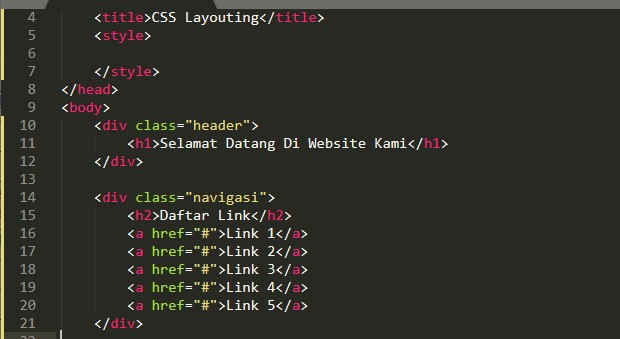 4 <title>CSS Layouting</title>
5 <style>
6
7 </style>
8 </head>
9 <body>
10 <div class="header">
11 <h1>Selamat Datang Di Website Kami</h1>
12 </div>
13
14 <div class="navigasi">
15 <h2>Daftar Link</h2>
16 <a href="#">Link 1</a>
17 <a href="#">Link 2</a>
18 <a href="#">Link 3</a>
19 <a href="#">Link 4</a>
20 <a href="#">Link 5</a>
21 </div>
22